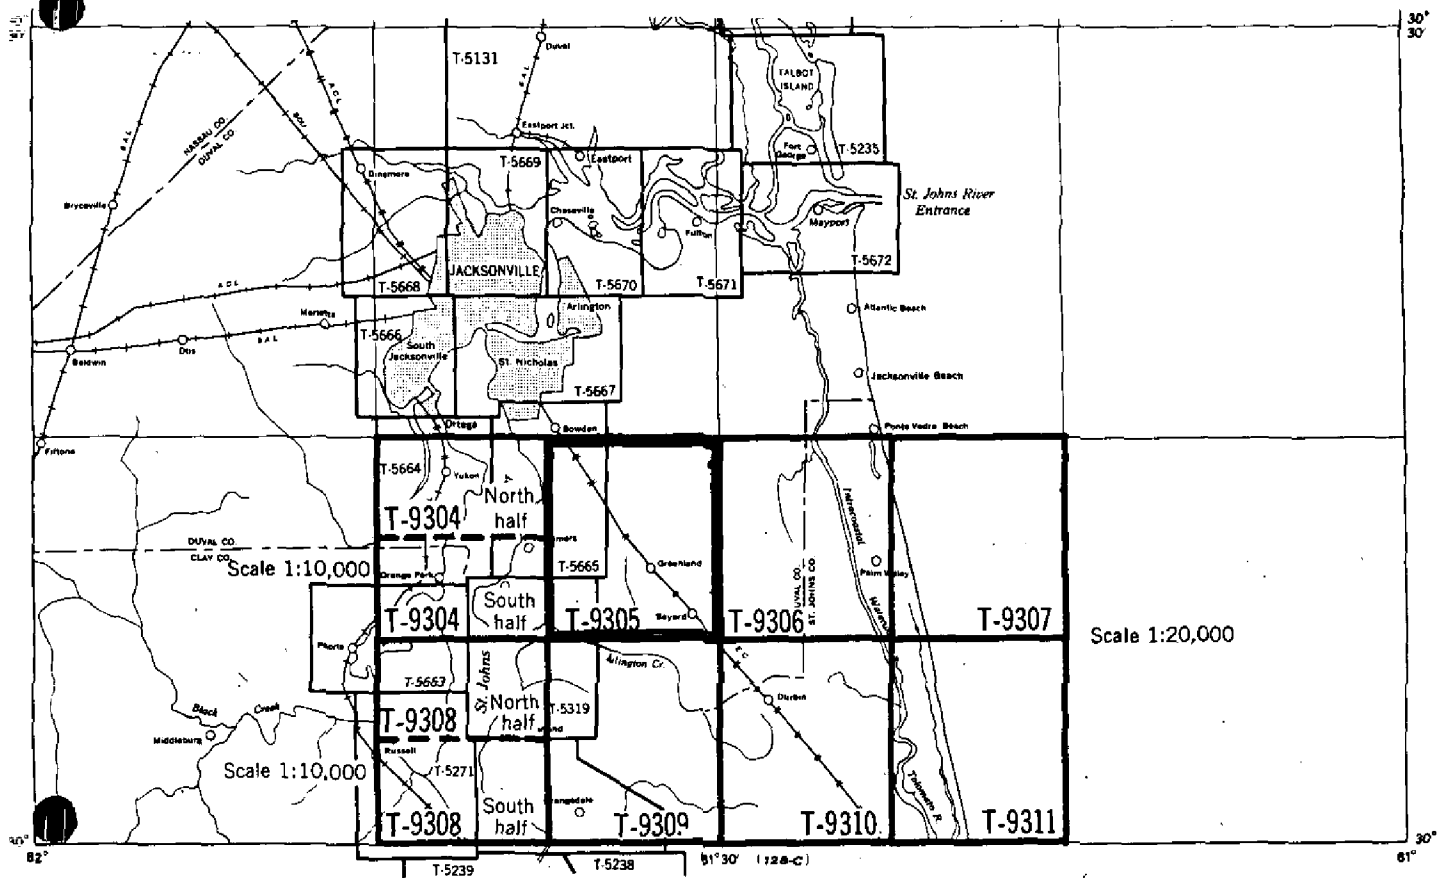 30°
30'
T-5131
Duval
S A L
A C L
SOU
S A L
NASSAU CO.
DUVAL CO.
TALBOT
ISLAND
Eastport Jct.
Fort
George
T-5235
T-5669
Eastport
Dinsmore
St. Johns River
Entrance
Bryceville
Chaseville
Fulton
Mayport
JACKSONVILLE
T-5672
A C L
T-5668
T-5670
T-5671
Arlington
Atlantic Beach
Marietta
T-5666
S A L
South
Jacksonville
St. Nicholas
Otis
Baldwin
Jacksonville Beach
T-5667
Ortega
Bowden
Ponte Vedra Beach
Fiftone
T-5664
Yukon
North
half
T-9304
Intracoastal
DUVAL CO.
CLAY CO.
Scale 1:10,000
Orange Park
T-5665
Greenland
Palm Valley
DUVAL CO.
ST. JOHNS CO
South
half
T-9304
T-9305
Bayard
T-9306
T-9307
Scale 1:20,000
St. Johns
T-5663
North
half
T-5319
Durbin
T-9308
Black Creek
Middleburg
Russell
Scale 1:10,000
T-5271
Tolomato R.
South
half
T-9308
T-9309
T-9310
T-9311
30°
30°
82°
81°30'
(128-C)
81°
T-5239
T-5238